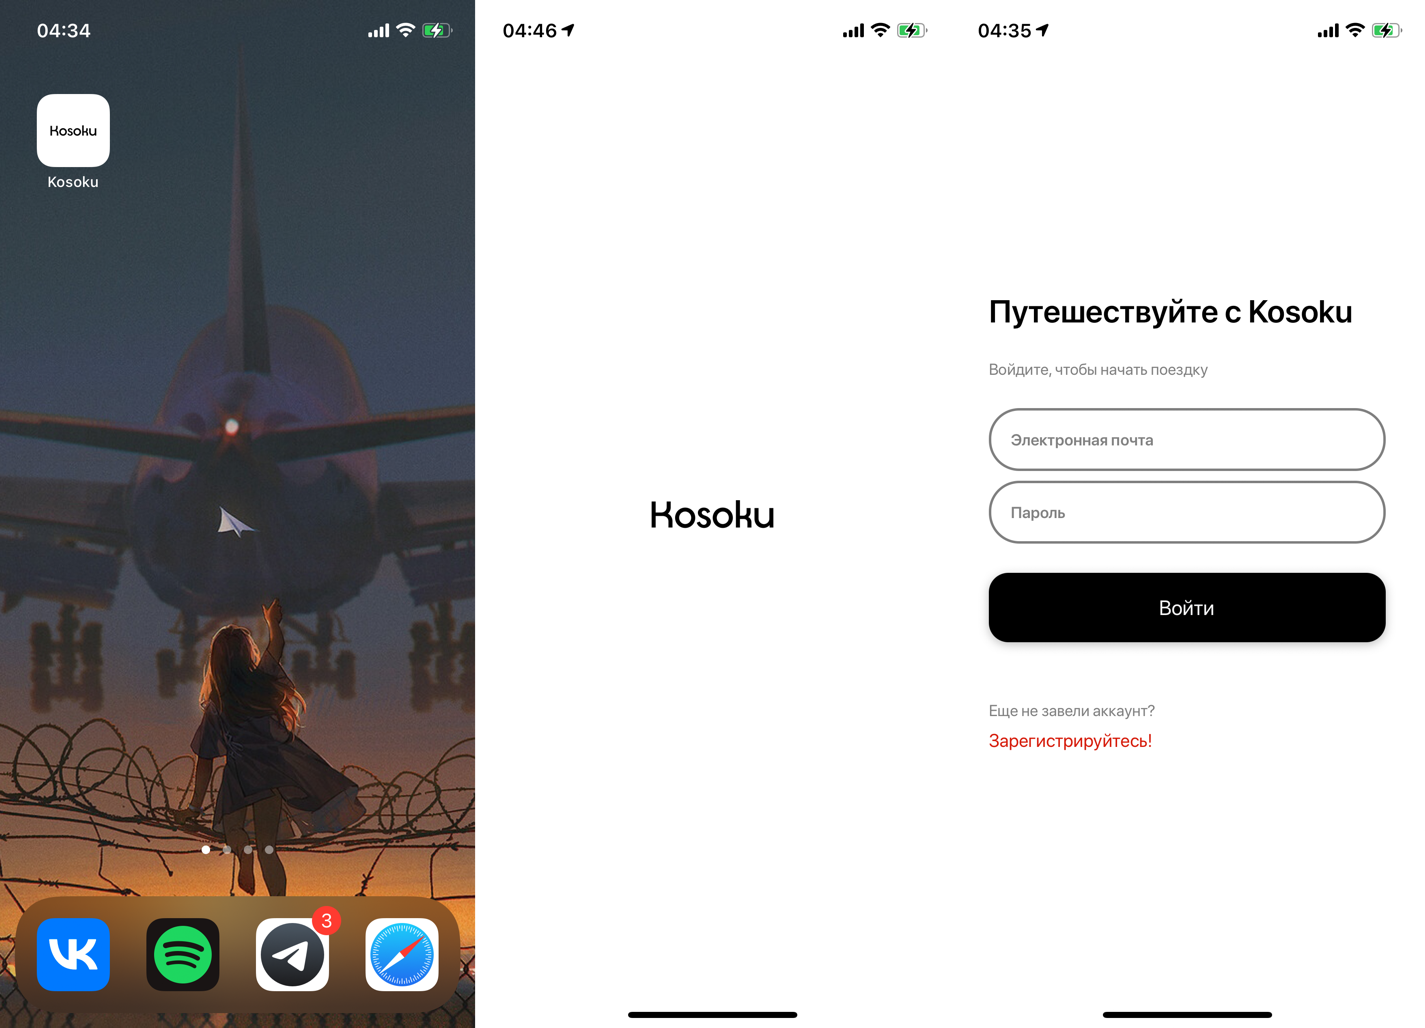 04:34
Kosoku
Kosoku
3
04:46
Kosoku
04:35
Путешествуйте с Kosoku
Войдите, чтобы начать поездку
Электронная почта
Пароль
Войти
Еще не завели аккаунт?
Зарегистрируйтесь!